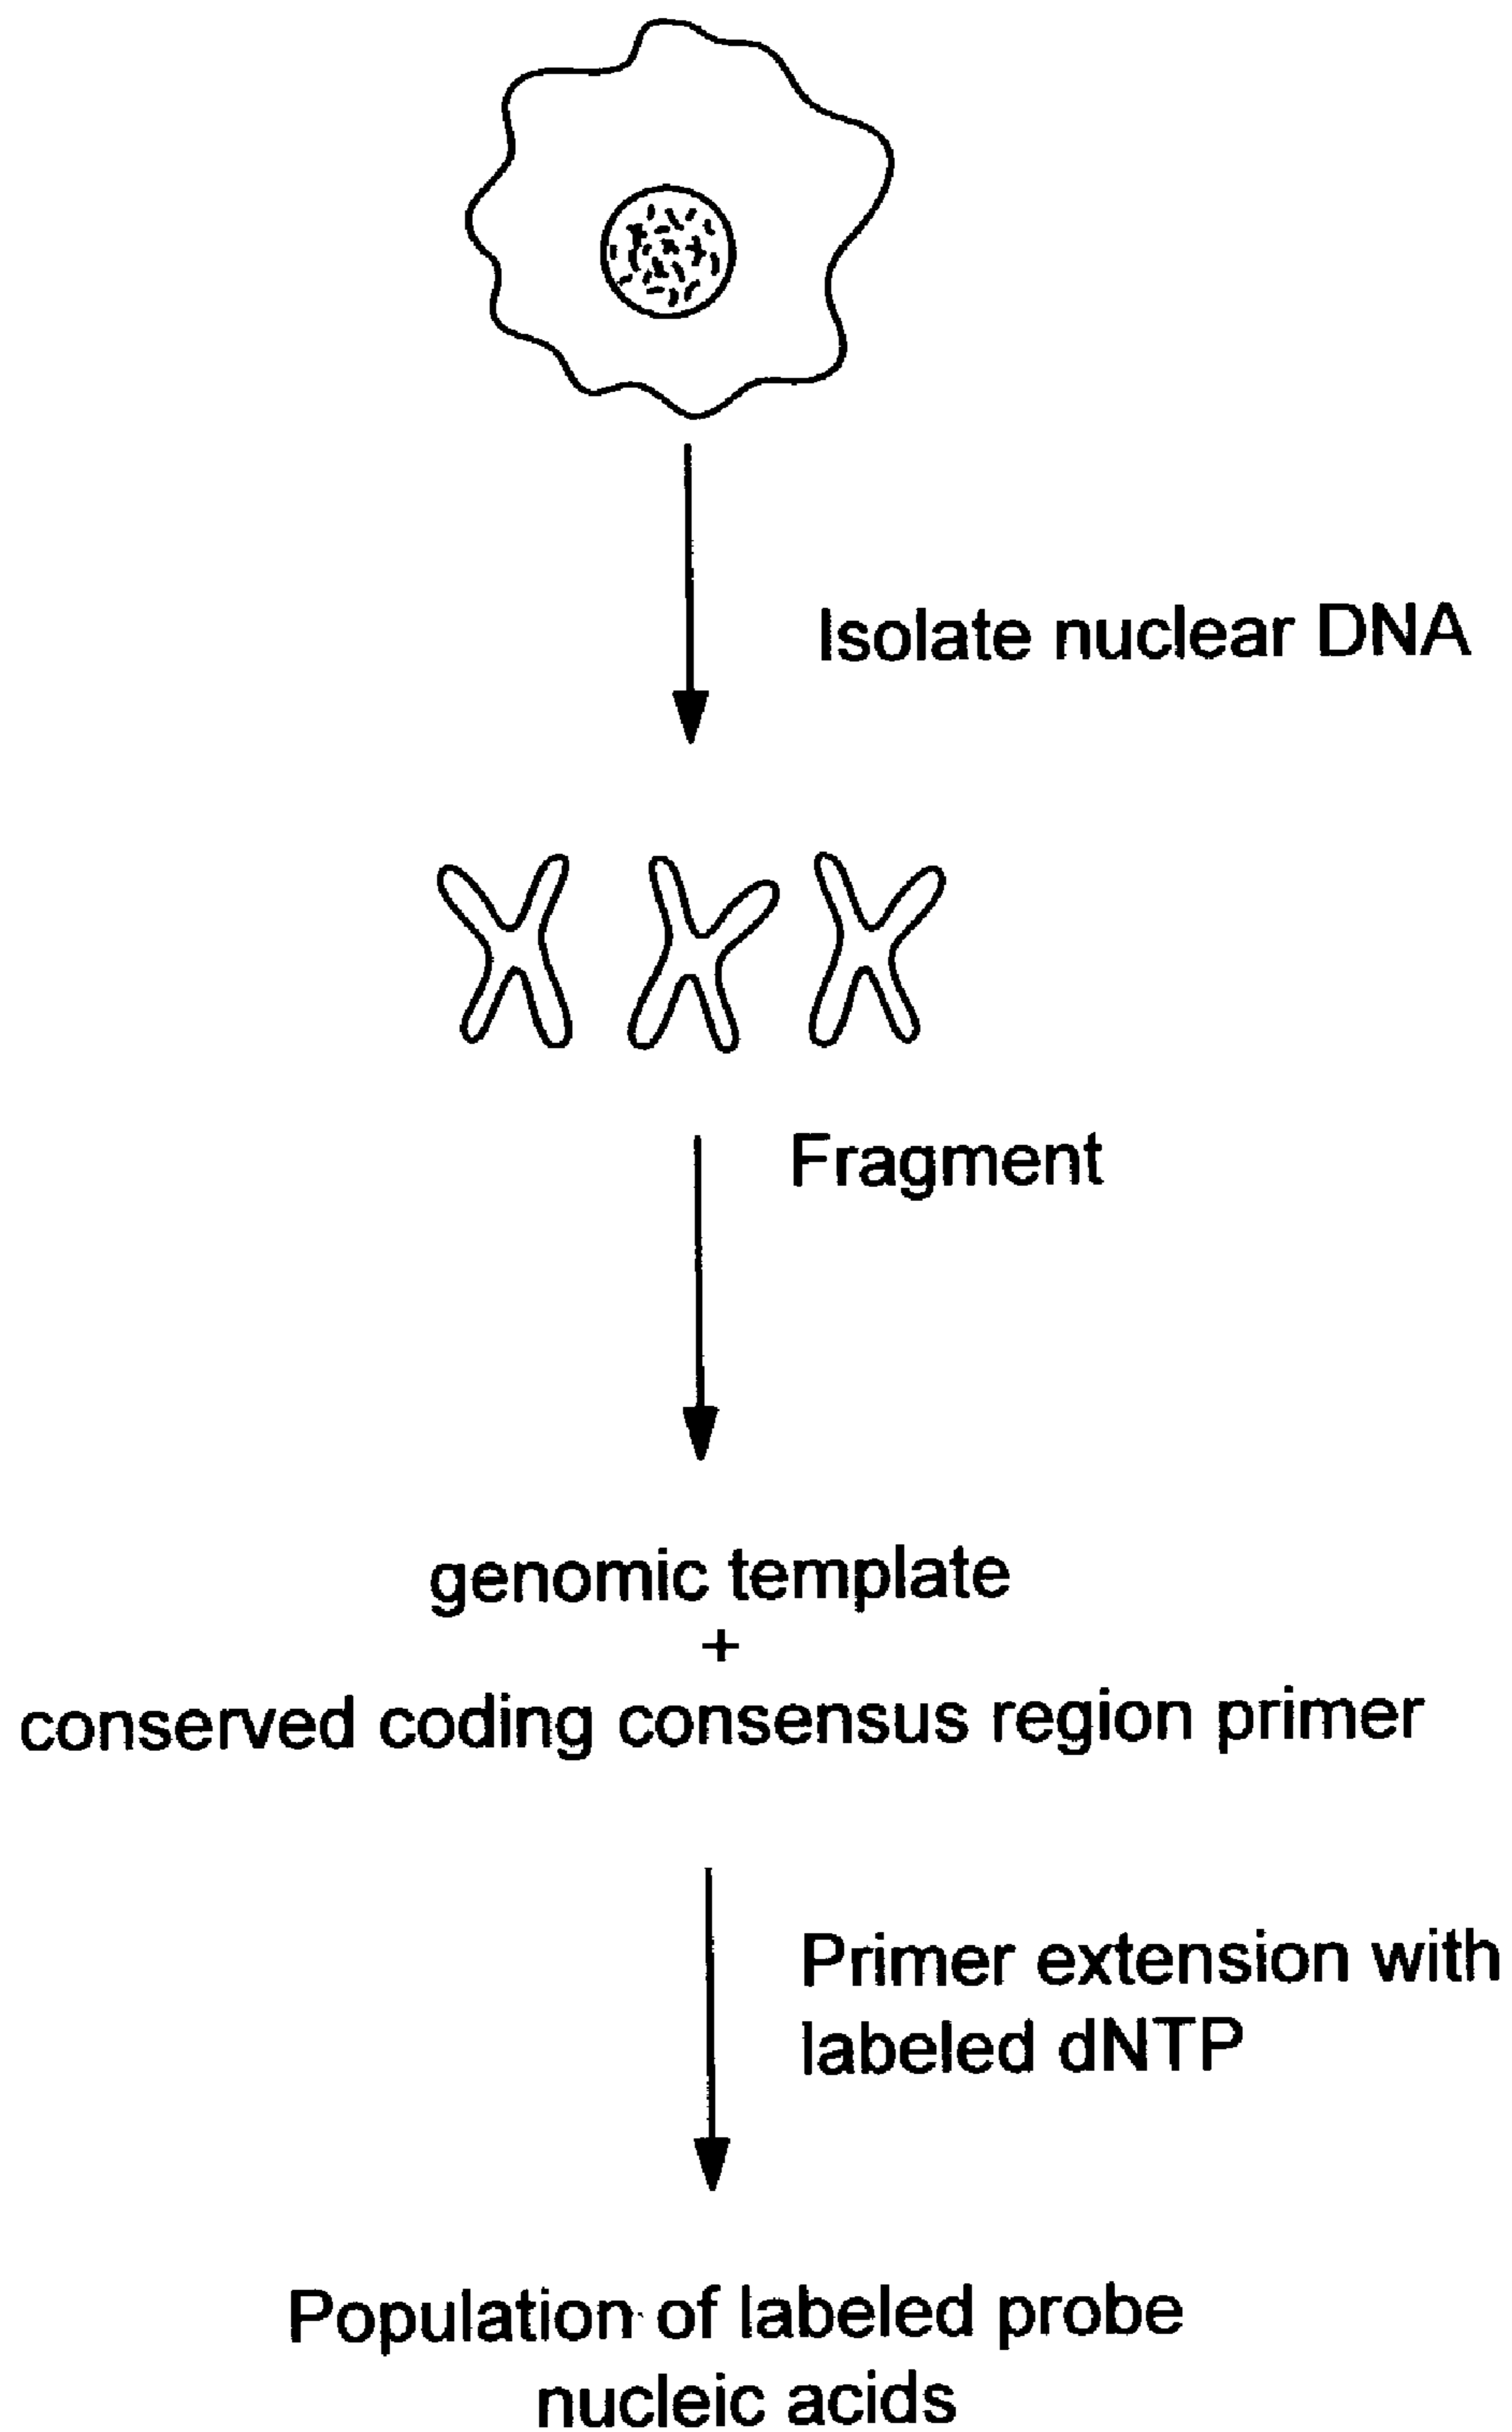 Isolate nuclear DNA
Fragment
genomic template
+
conserved coding consensus region primer
Primer extension with
labeled dNTP
Population of labeled probe
nucleic acids